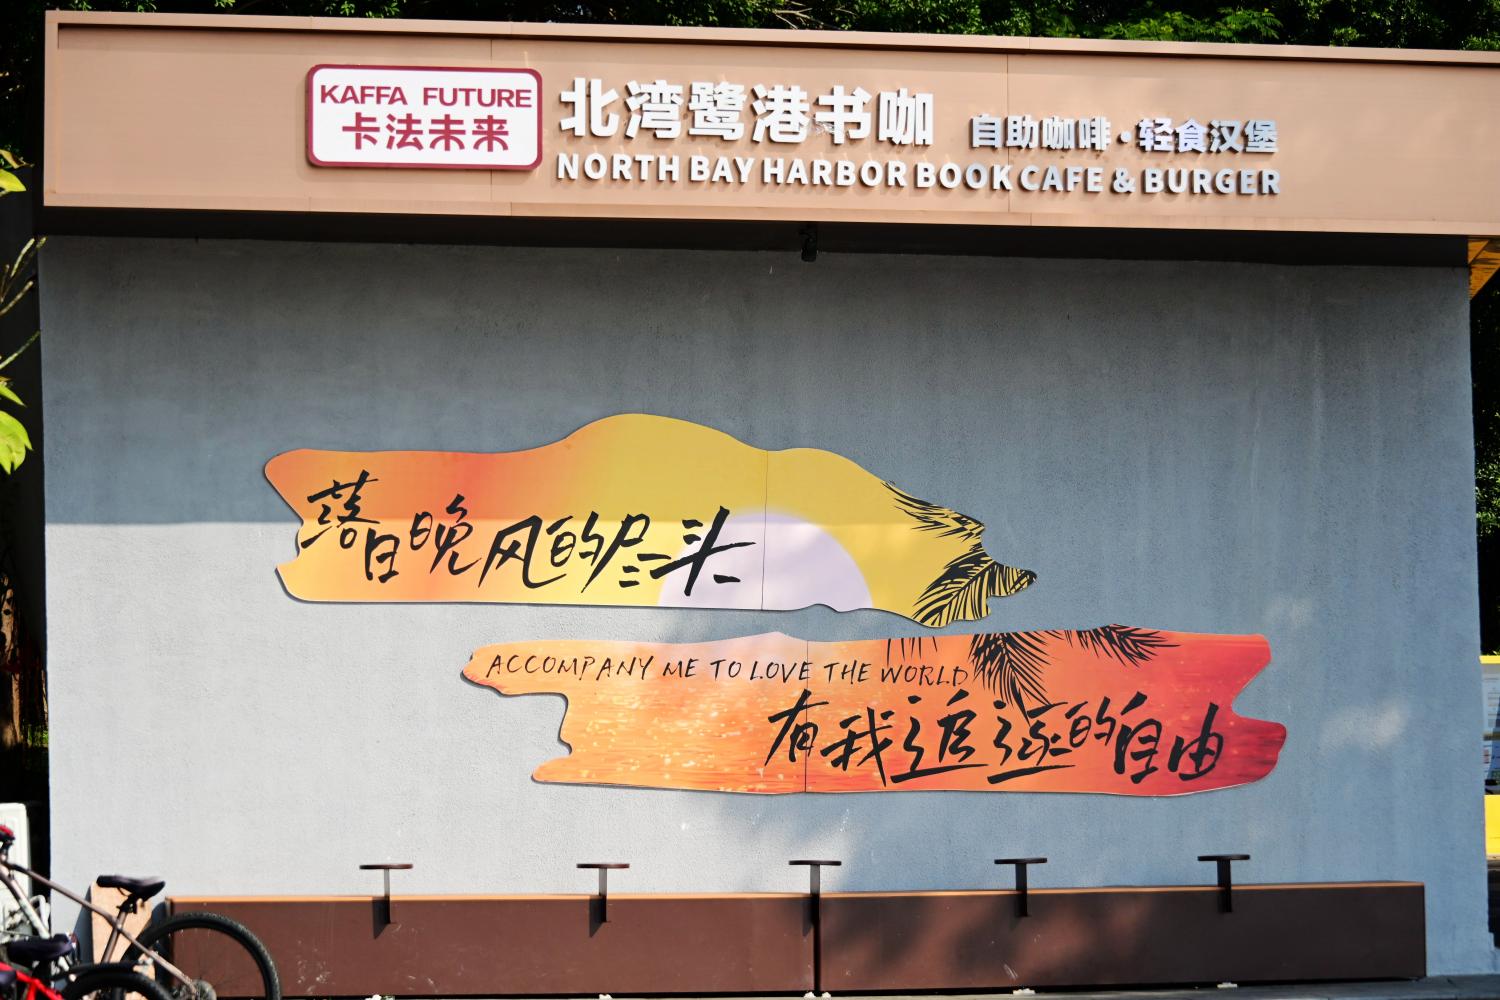 KAFFA FUTURE
卡法未来
北湾鹭港书咖 自助咖啡·轻食汉堡
NORTH BAY HARBOR BOOK CAFE & BURGER
落日晚风的尽头
ACCOMPANY ME TO LOVE THE WORLD
有我追逐的自由